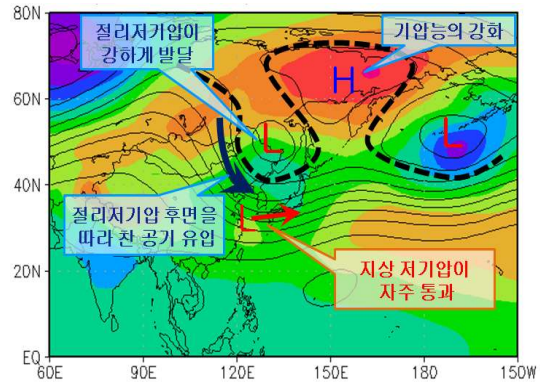 80N
60N
40N
20N
EQ
절리저기압이
강하게 발달
기압능의 강화
H
L
L
절리저기압 후면을
따라 찬 공기 유입
L
지상 저기압이
자주 통과
60E
90E
120E
150E
180
150W